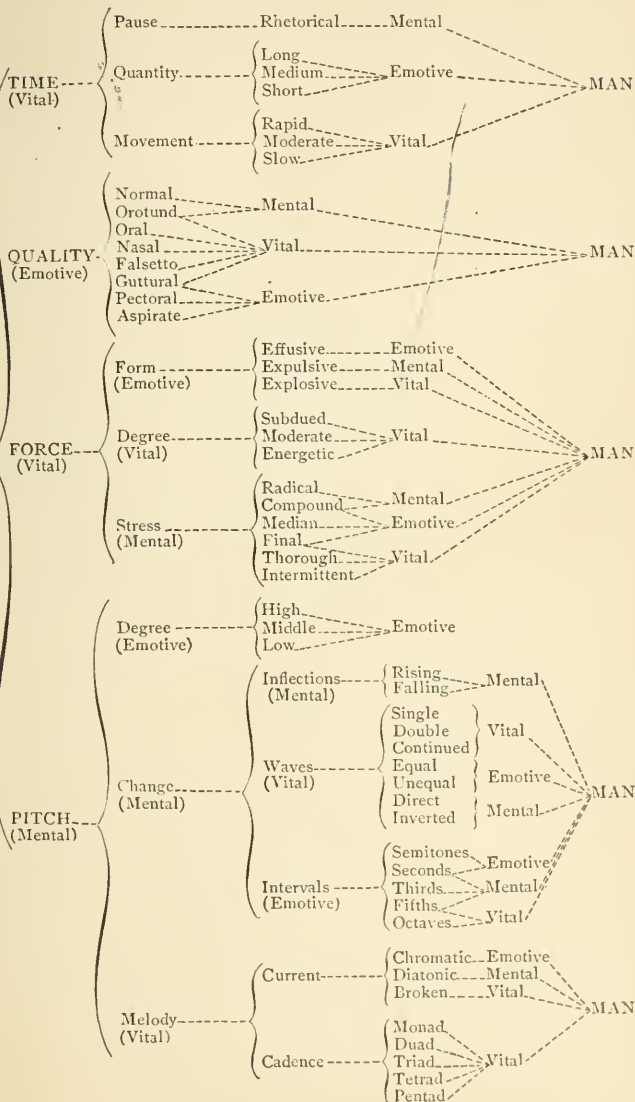 Pause Rhetorical Mental
Long
TIME Quantity Medium Emotive MAN
(Vital) Short
Rapid
Movement Moderate Vital
Slow
Normal
Orotund Mental
Oral
QUALITY Nasal Vital MAN
(Emotive) Falsetto
Guttural
Pectoral Emotive
Aspirate
Form Effusive Emotive
(Emotive) Expulsive Mental
Explosive Vital
Subdued
Degree Moderate Vital
(Vital) Energetic
FORCE MAN
(Vital)
Radical
Compound Mental
Stress Median Emotive
(Mental) Final
Thorough Vital
Intermittent
High
Degree Middle Emotive
(Emotive) Low
Inflections Rising Mental
(Mental) Falling
Single
Double Vital
Continued
Change Waves Equal Emotive MAN
(Mental) (Vital) Unequal
PITCH Direct Mental
(Mental) Inverted
Semitones
Seconds Emotive
Intervals Thirds Mental
(Emotive) Fifths
Octaves Vital
Chromatic Emotive
Current Diatonic Mental
Broken Vital MAN
Melody
(Vital)
Monad
Duad
Cadence Triad Vital
Tetrad
Pentad